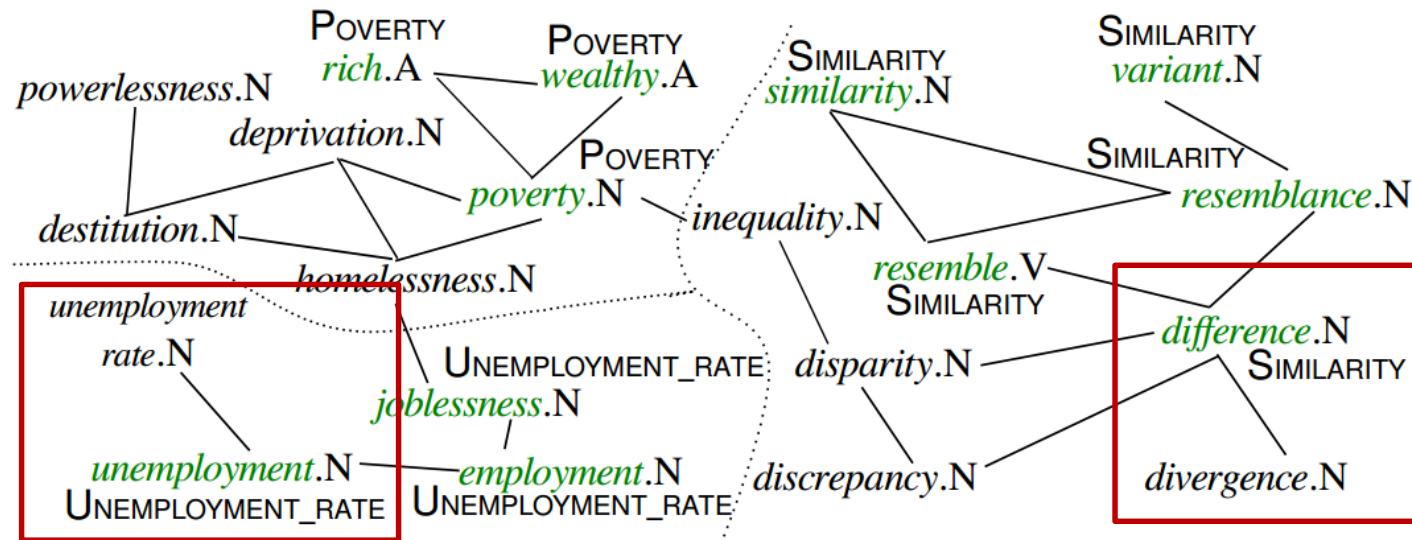 POVERTY
rich.A
POVERTY
wealthy.A
powerlessness.N
deprivation.N
POVERTY
poverty.N
destitution.N
homelessness.N
unemployment
rate.N
UNEMPLOYMENT_RATE
joblessness.N
unemployment.N
UNEMPLOYMENT_RATE
employment.N
UNEMPLOYMENT_RATE
SIMILARITY
similarity.N
SIMILARITY
variant.N
SIMILARITY
resemblance.N
inequality.N
resemble.V
SIMILARITY
difference.N
SIMILARITY
disparity.N
discrepancy.N
divergence.N